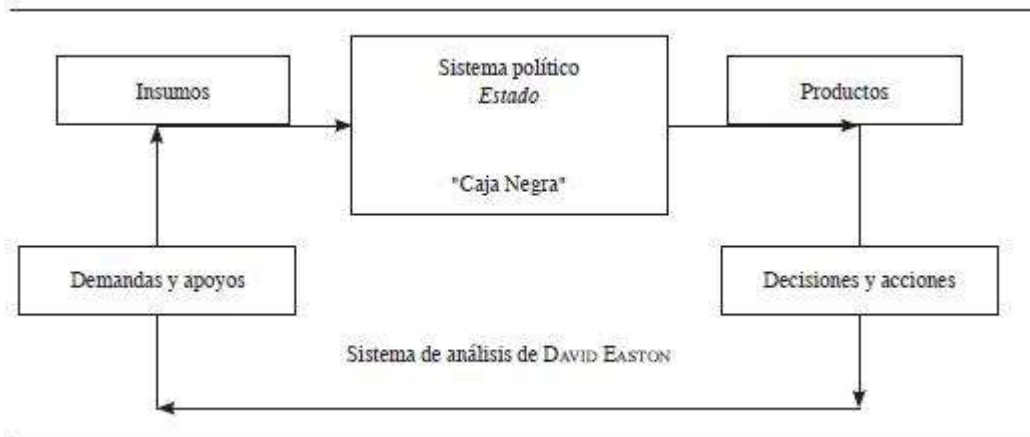 Insumos
Sistema político
Estado
"Caja Negra"
Productos
Demandas y apoyos
Decisiones y acciones
Sistema de análisis de DAVID EASTON